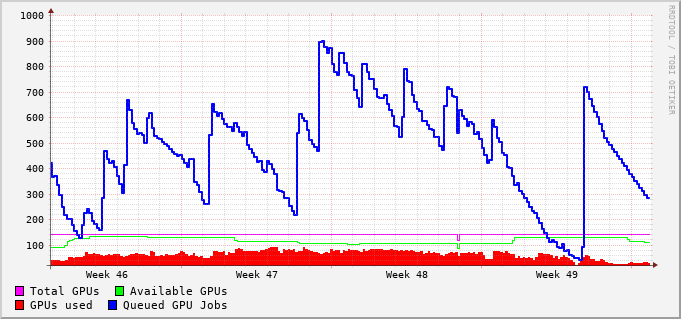 1000
900
800
700
600
500
400
300
200
100
Week 46 Week 47 Week 48 Week 49
Total GPUs Available GPUs
GPUs used Queued GPU Jobs
RRDTOOL / TOBI OETIKER